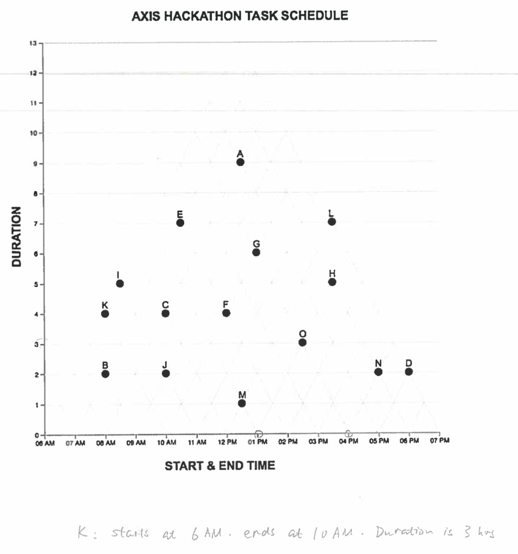 AXIS HACKATHON TASK SCHEDULE
13
12
11
10
A
9
8
E L
7
G
6
I H
5
K C F
4
O
3
B J N D
2
M
1
0
DURATION
06 AM 07 AM 08 AM 09 AM 10 AM 11 AM 12 PM 01 PM 02 PM 03 PM 04 PM 05 PM 06 PM 07 PM
START & END TIME
K: starts at 6 AM. ends at 10 AM. Duration is 3 hrs